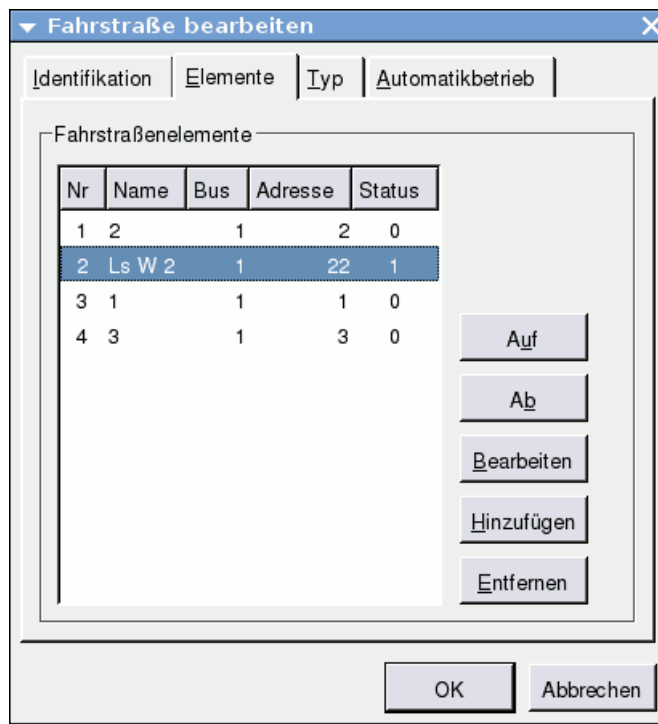 Fahrstraße bearbeiten
Identifikation Elemente Typ Automatikbetrieb
Fahrstraßenelemente
Nr Name Bus Adresse Status
1 2 1 2 0
2 Ls W 2 1 22 1
3 1 1 1 0
4 3 1 3 0
Auf
Ab
Bearbeiten
Hinzufügen
Entfernen
OK Abbrechen